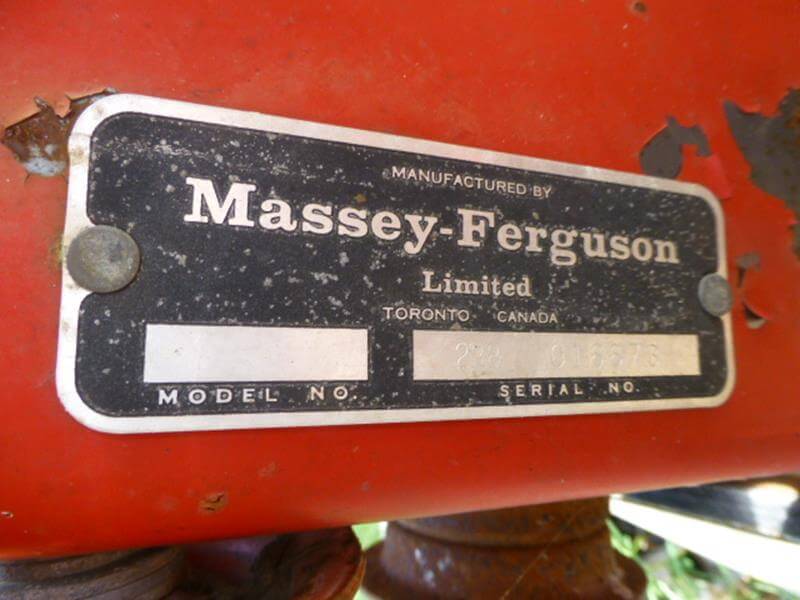 MANUFACTURED BY
Massey-Ferguson
Limited
TORONTO CANADA
MODEL NO.
SERIAL NO.